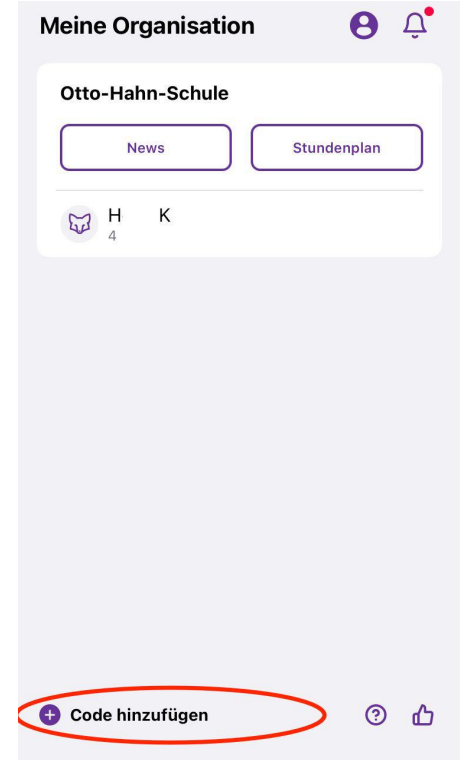 Meine Organisation
Otto-Hahn-Schule
News Stundenplan
H K
4
Code hinzufügen